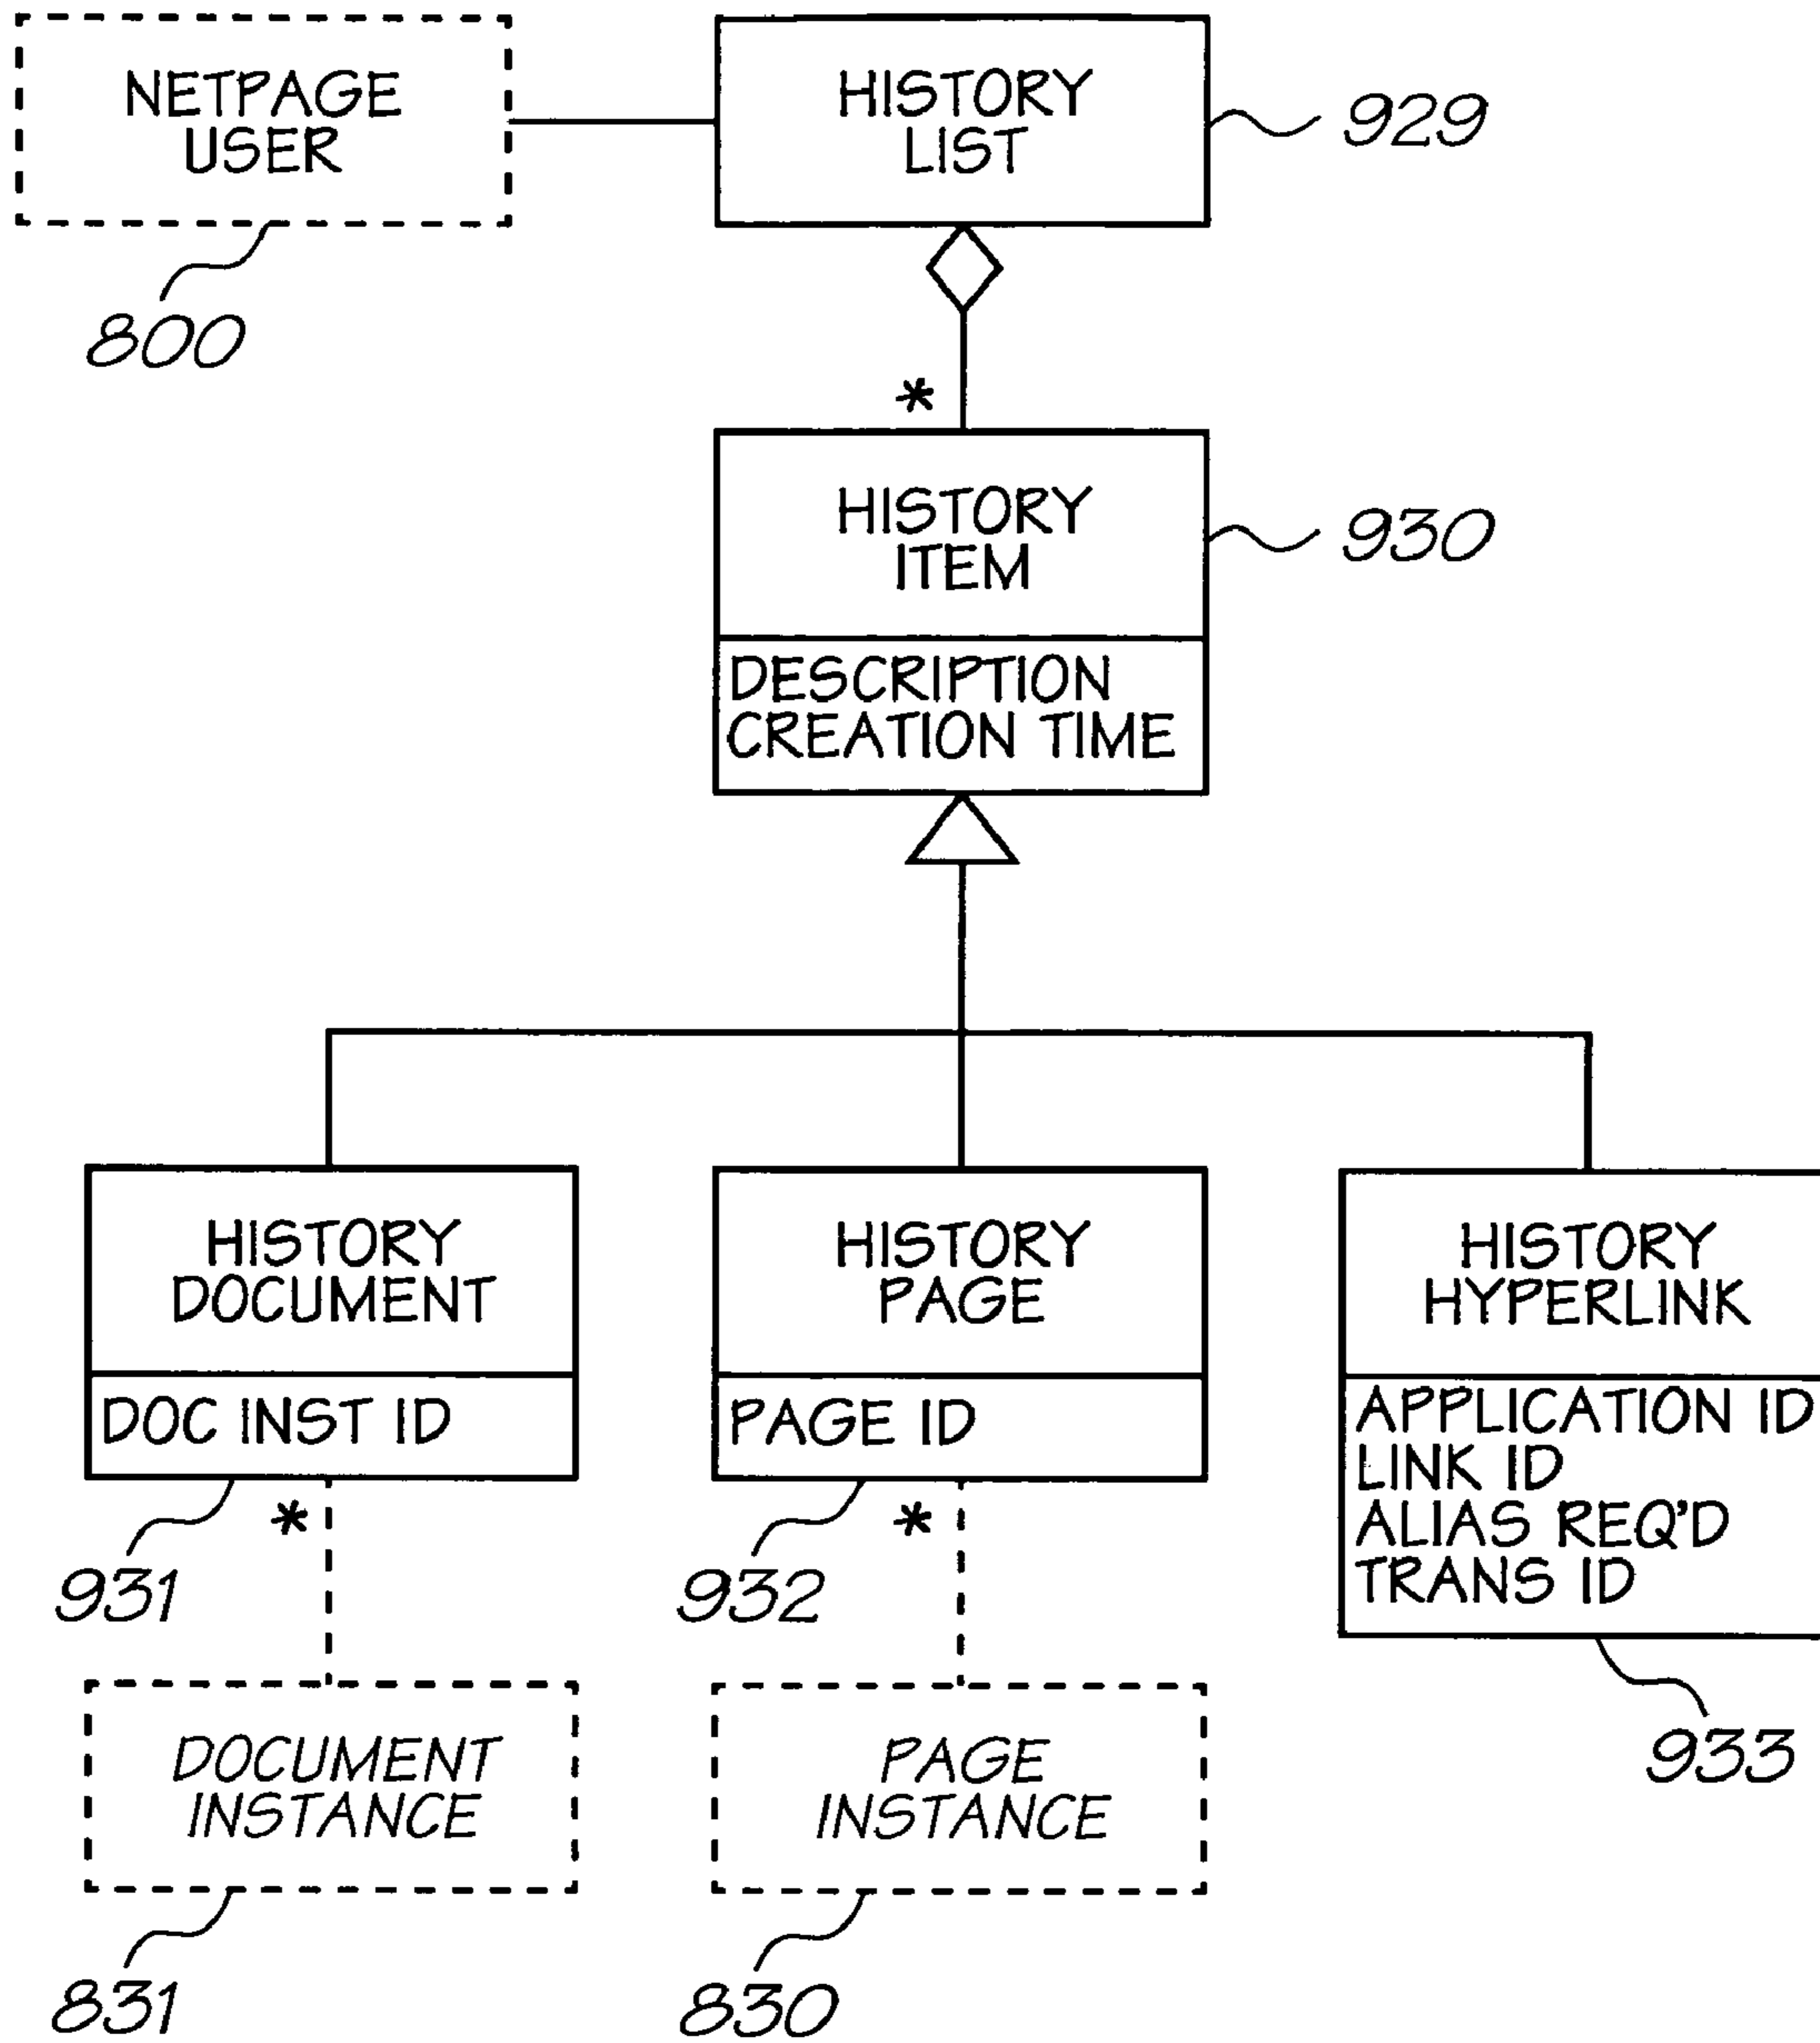 NETPAGE
USER
800
HISTORY
LIST
929
*
HISTORY
ITEM
930
DESCRIPTION
CREATION TIME
HISTORY
DOCUMENT
DOC INST ID
931
*
HISTORY
PAGE
PAGE ID
932
*
HISTORY
HYPERLINK
APPLICATION ID
LINK ID
ALIAS REQ'D
TRANS ID
933
DOCUMENT
INSTANCE
831
PAGE
INSTANCE
830